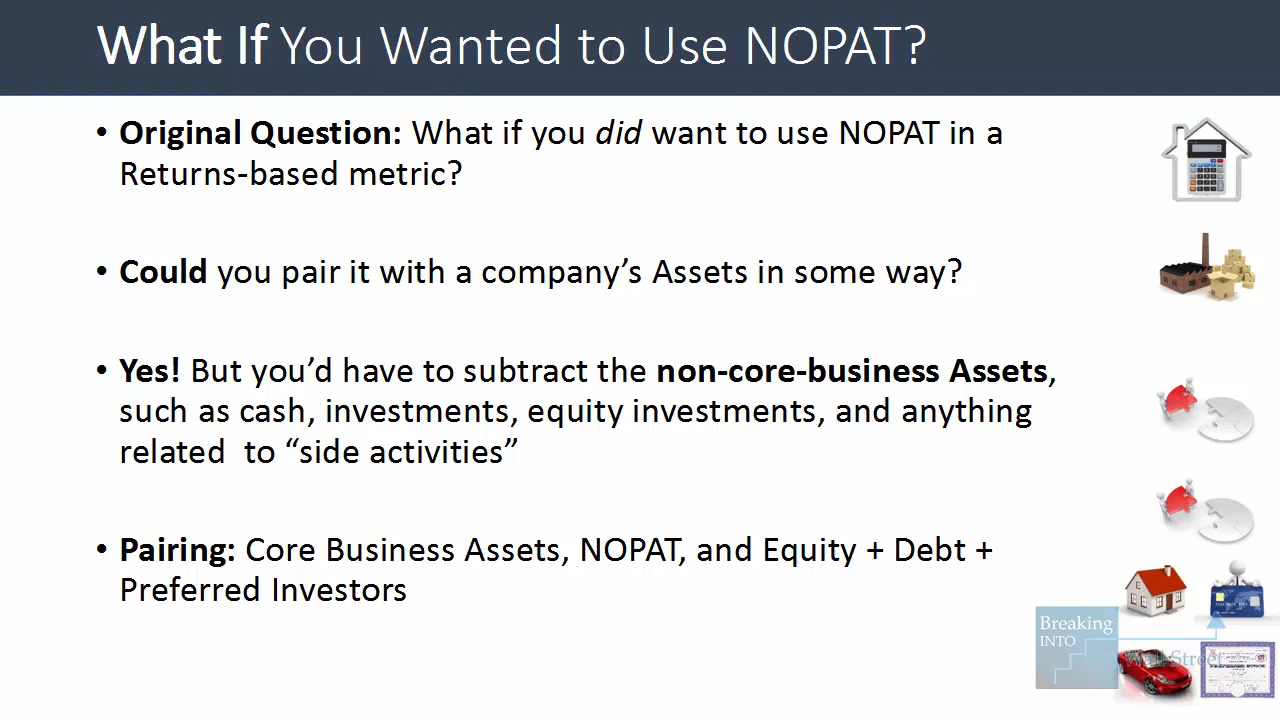 What If You Wanted to Use NOPAT?
• Original Question: What if you did want to use NOPAT in a
Returns-based metric?
• Could you pair it with a company's Assets in some way?
• Yes! But you'd have to subtract the non-core-business Assets,
such as cash, investments, equity investments, and anything
related to “side activities”
• Pairing: Core Business Assets, NOPAT, and Equity + Debt +
Preferred Investors
Breaking
INTO
Wall Street